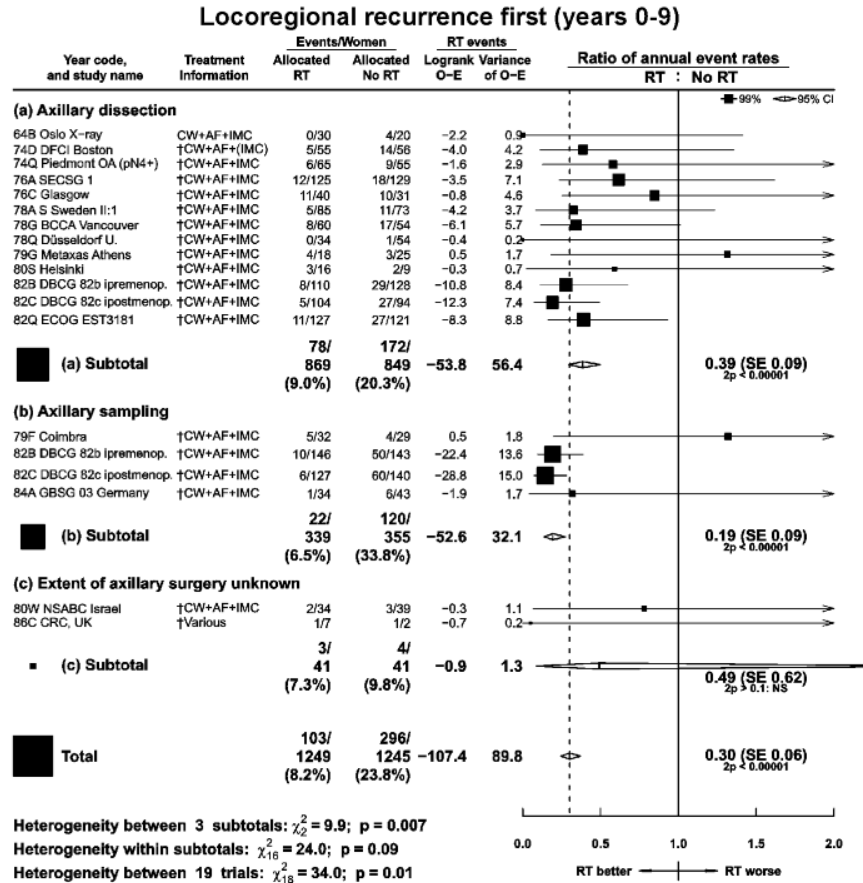 Locoregional recurrence first (years 0-9)
Events/Women RT events
Year code, Treatment Allocated Allocated Logrank Variance Ratio of annual event rates
and study name Information RT No RT O–E of O–E RT : No RT
99% 95% CI
(a) Axillary dissection
64B Oslo X-ray CW+AF+IMC 0/30 4/20 −2.2 0.9
74D DFCI Boston †CW+AF+(IMC) 5/55 14/56 −4.0 4.2
74Q Piedmont OA (pN4+) †CW+AF+IMC 6/65 9/55 −1.6 2.9
76A SECSG 1 †CW+AF+IMC 12/125 18/129 −3.5 7.1
76C Glasgow †CW+AF+IMC 11/40 10/31 −0.8 4.6
78A S Sweden II:1 †CW+AF+IMC 5/85 11/73 −4.2 3.7
78G BCCA Vancouver †CW+AF+IMC 8/60 17/54 −6.1 5.7
78Q Düsseldorf U. †CW+AF+IMC 0/34 1/54 −0.4 0.2
79G Metaxas Athens †CW+AF+IMC 4/18 3/25 0.5 1.7
80S Helsinki †CW+AF+IMC 3/16 2/9 −0.3 0.7
82B DBCG 82b ipremenop. †CW+AF+IMC 8/110 29/128 −10.8 8.4
82C DBCG 82c ipostmenop. †CW+AF+IMC 5/104 27/94 −12.3 7.4
82Q ECOG EST3181 †CW+AF+IMC 11/127 27/121 −8.3 8.8
78/ 172/
(a) Subtotal 869 849 −53.8 56.4 0.39 (SE 0.09)
(9.0%) (20.3%) 2p < 0.00001
(b) Axillary sampling
79F Coimbra †CW+AF+IMC 5/32 4/29 0.5 1.8
82B DBCG 82b ipremenop. †CW+AF+IMC 10/146 50/143 −22.4 13.6
82C DBCG 82c ipostmenop. †CW+AF+IMC 6/127 60/140 −28.8 15.0
84A GBSG 03 Germany †CW+AF+IMC 1/34 6/43 −1.9 1.7
22/ 120/
(b) Subtotal 339 355 −52.6 32.1 0.19 (SE 0.09)
(6.5%) (33.8%) 2p < 0.00001
(c) Extent of axillary surgery unknown
80W NSABC Israel †CW+AF+IMC 2/34 3/39 −0.3 1.1
86C CRC, UK †Various 1/7 1/2 −0.7 0.2
3/ 4/
(c) Subtotal 41 41 −0.9 1.3 0.49 (SE 0.62)
(7.3%) (9.8%) 2p > 0.1: NS
103/ 296/
Total 1249 1245 −107.4 89.8 0.30 (SE 0.06)
(8.2%) (23.8%) 2p < 0.00001
Heterogeneity between 3 subtotals: χ²₂ = 9.9; p = 0.007
Heterogeneity within subtotals: χ²₁₆ = 24.0; p = 0.09
Heterogeneity between 19 trials: χ²₁₈ = 34.0; p = 0.01
0.0 0.5 1.0 1.5 2.0
RT better RT worse